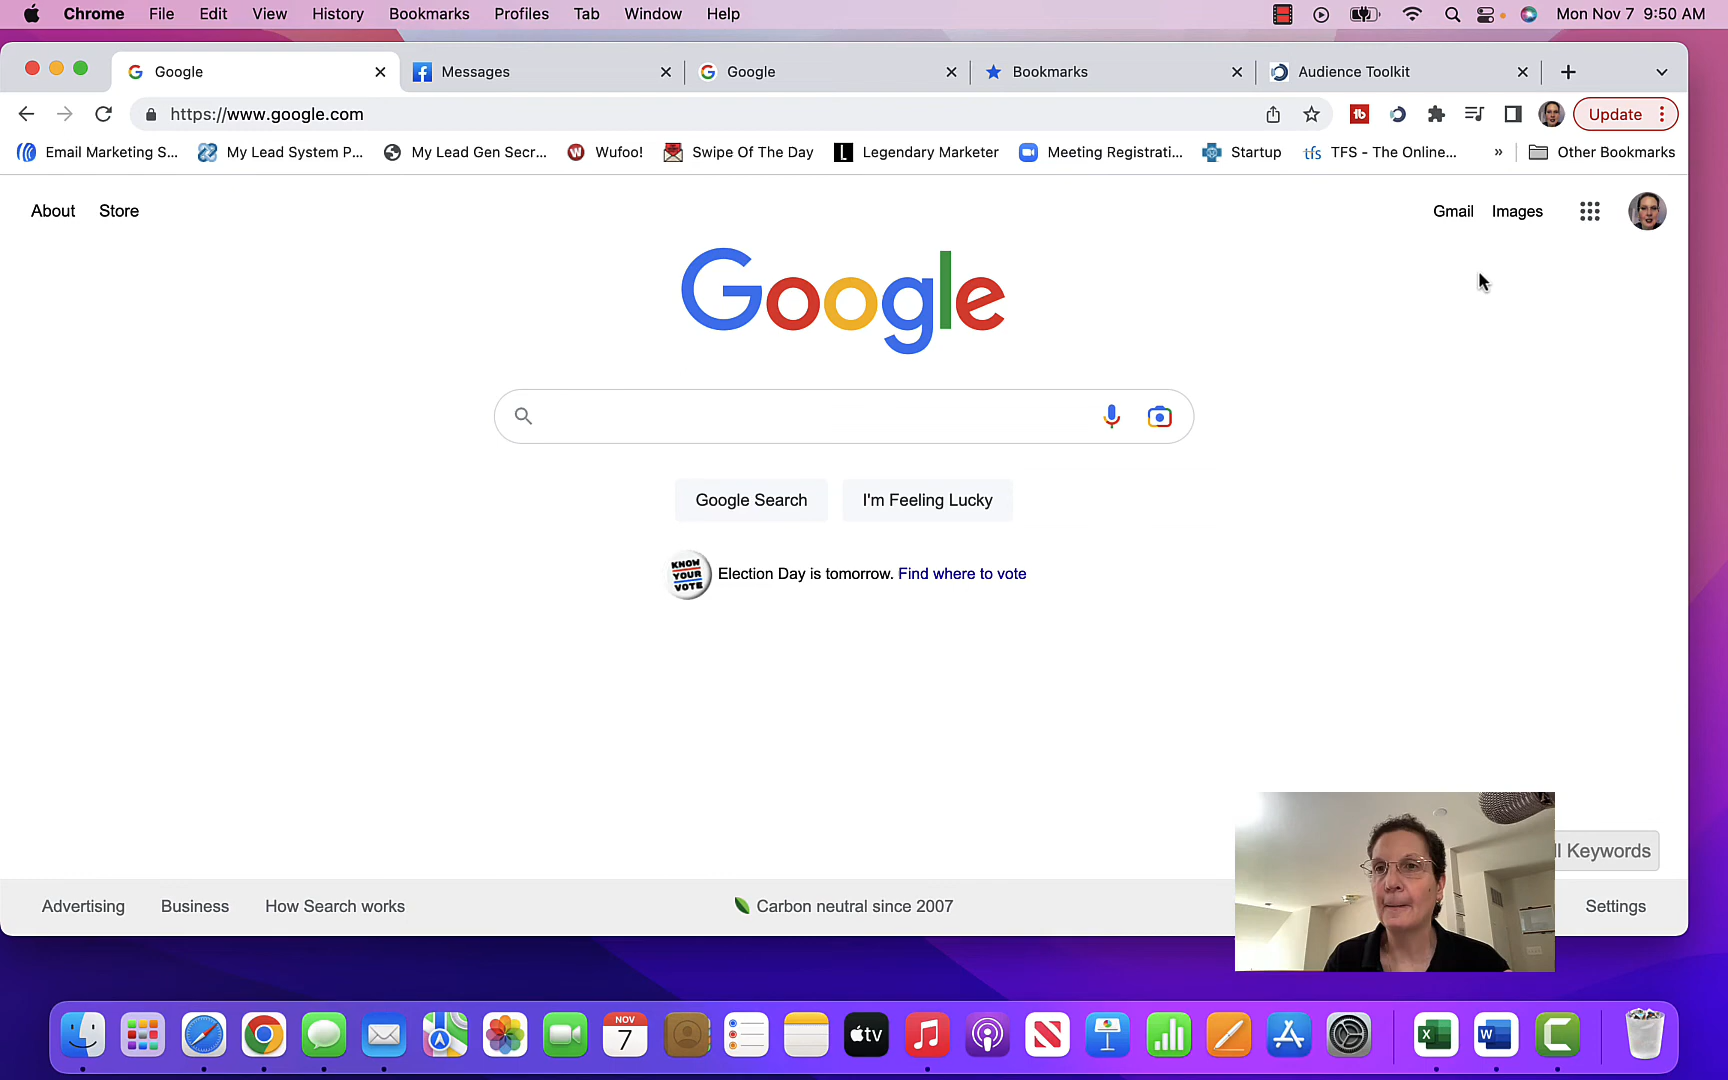 Chrome File Edit View History Bookmarks Profiles Tab Window Help Mon Nov 7 9:50 AM
Google Messages Google Bookmarks Audience Toolkit
https://www.google.com Update
Email Marketing S... My Lead System P... My Lead Gen Secr... Wufoo! Swipe Of The Day Legendary Marketer Meeting Registrati... Startup tfs TFS - The Online... » Other Bookmarks
About Store Gmail Images
Google
Google Search I'm Feeling Lucky
KNOW YOUR VOTE Election Day is tomorrow. Find where to vote
ll Keywords
Advertising Business How Search works Carbon neutral since 2007 Settings
NOV
7
tv